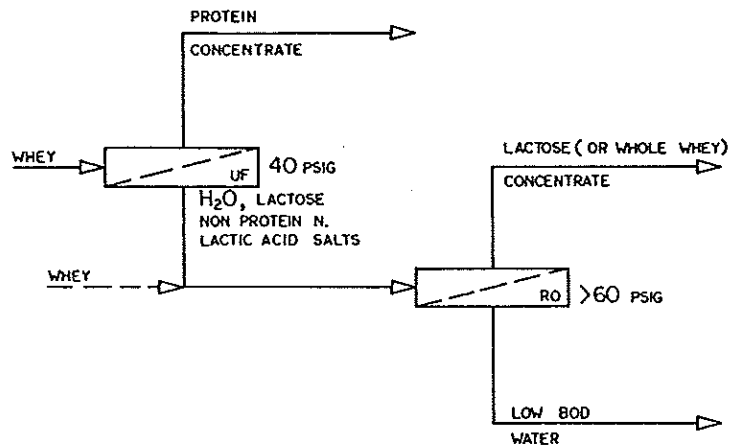 PROTEIN
CONCENTRATE
WHEY
UF
40 PSIG
H₂O, LACTOSE
NON PROTEIN N.
LACTIC ACID SALTS
LACTOSE (OR WHOLE WHEY)
CONCENTRATE
WHEY
RO
>60 PSIG
LOW BOD
WATER